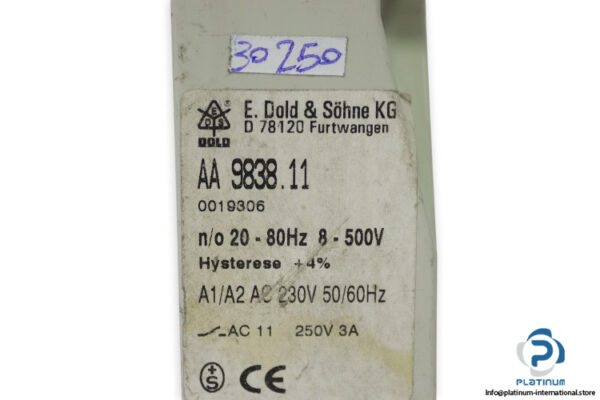 30250
E. Dold & Söhne KG
D 78120 Furtwangen
E D S
®
DOLD
AA 9838.11
0019306
n/o 20 - 80Hz 8 - 500V
Hysterese +4%
A1/A2 AC 230V 50/60Hz
AC 11 250V 3A
+S CE
PLATINUM
info@platinum-international.store